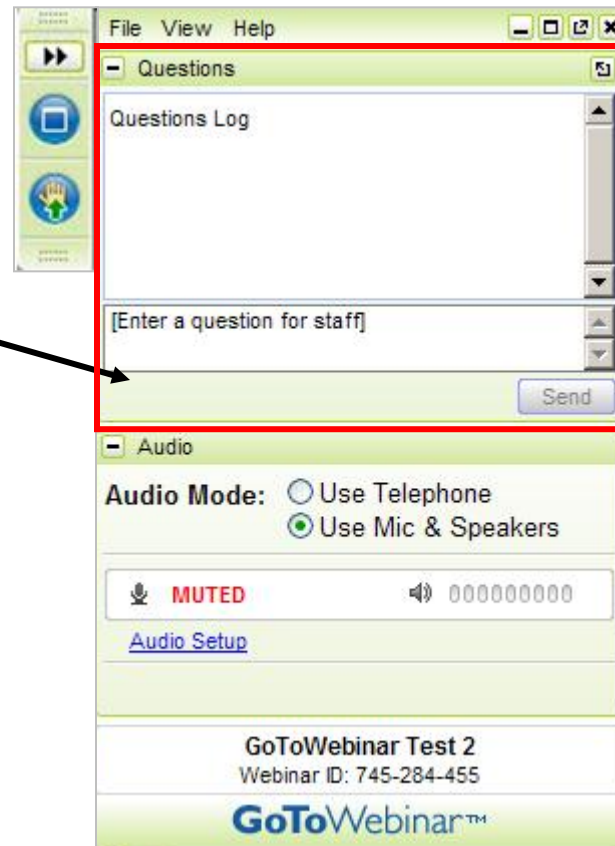 File View Help
Questions
Questions Log
[Enter a question for staff]
Send
Audio
Audio Mode: Use Telephone
Use Mic & Speakers
MUTED 000000000
Audio Setup
GoToWebinar Test 2
Webinar ID: 745-284-455
GoToWebinar™